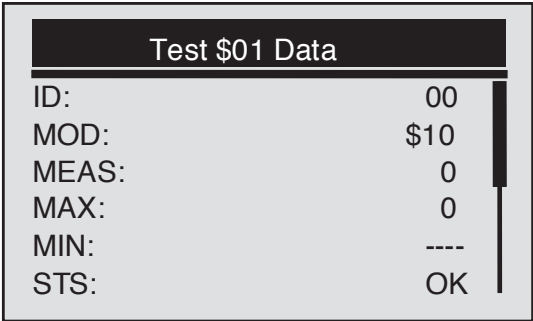 Test $01 Data
ID: 00
MOD: $10
MEAS: 0
MAX: 0
MIN: ----
STS: OK